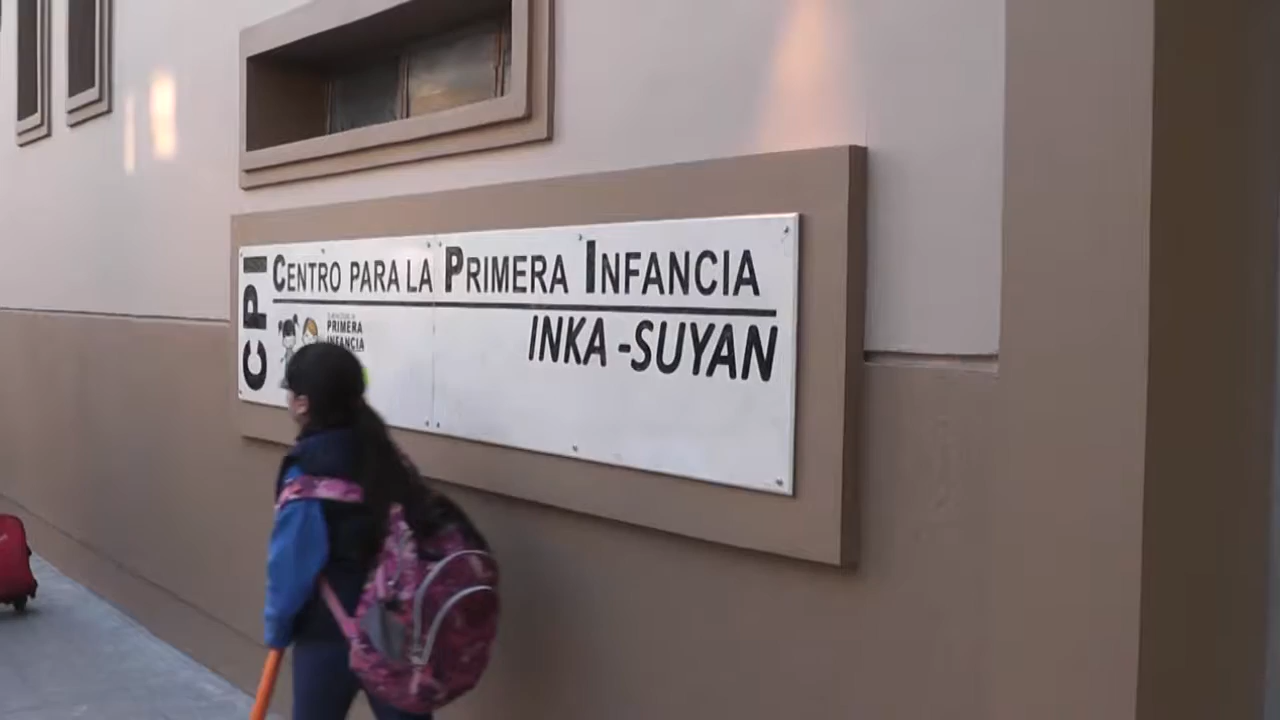 CPI
CENTRO PARA LA PRIMERA INFANCIA
INKA-SUYAN
PRIMERA
INFANCIA